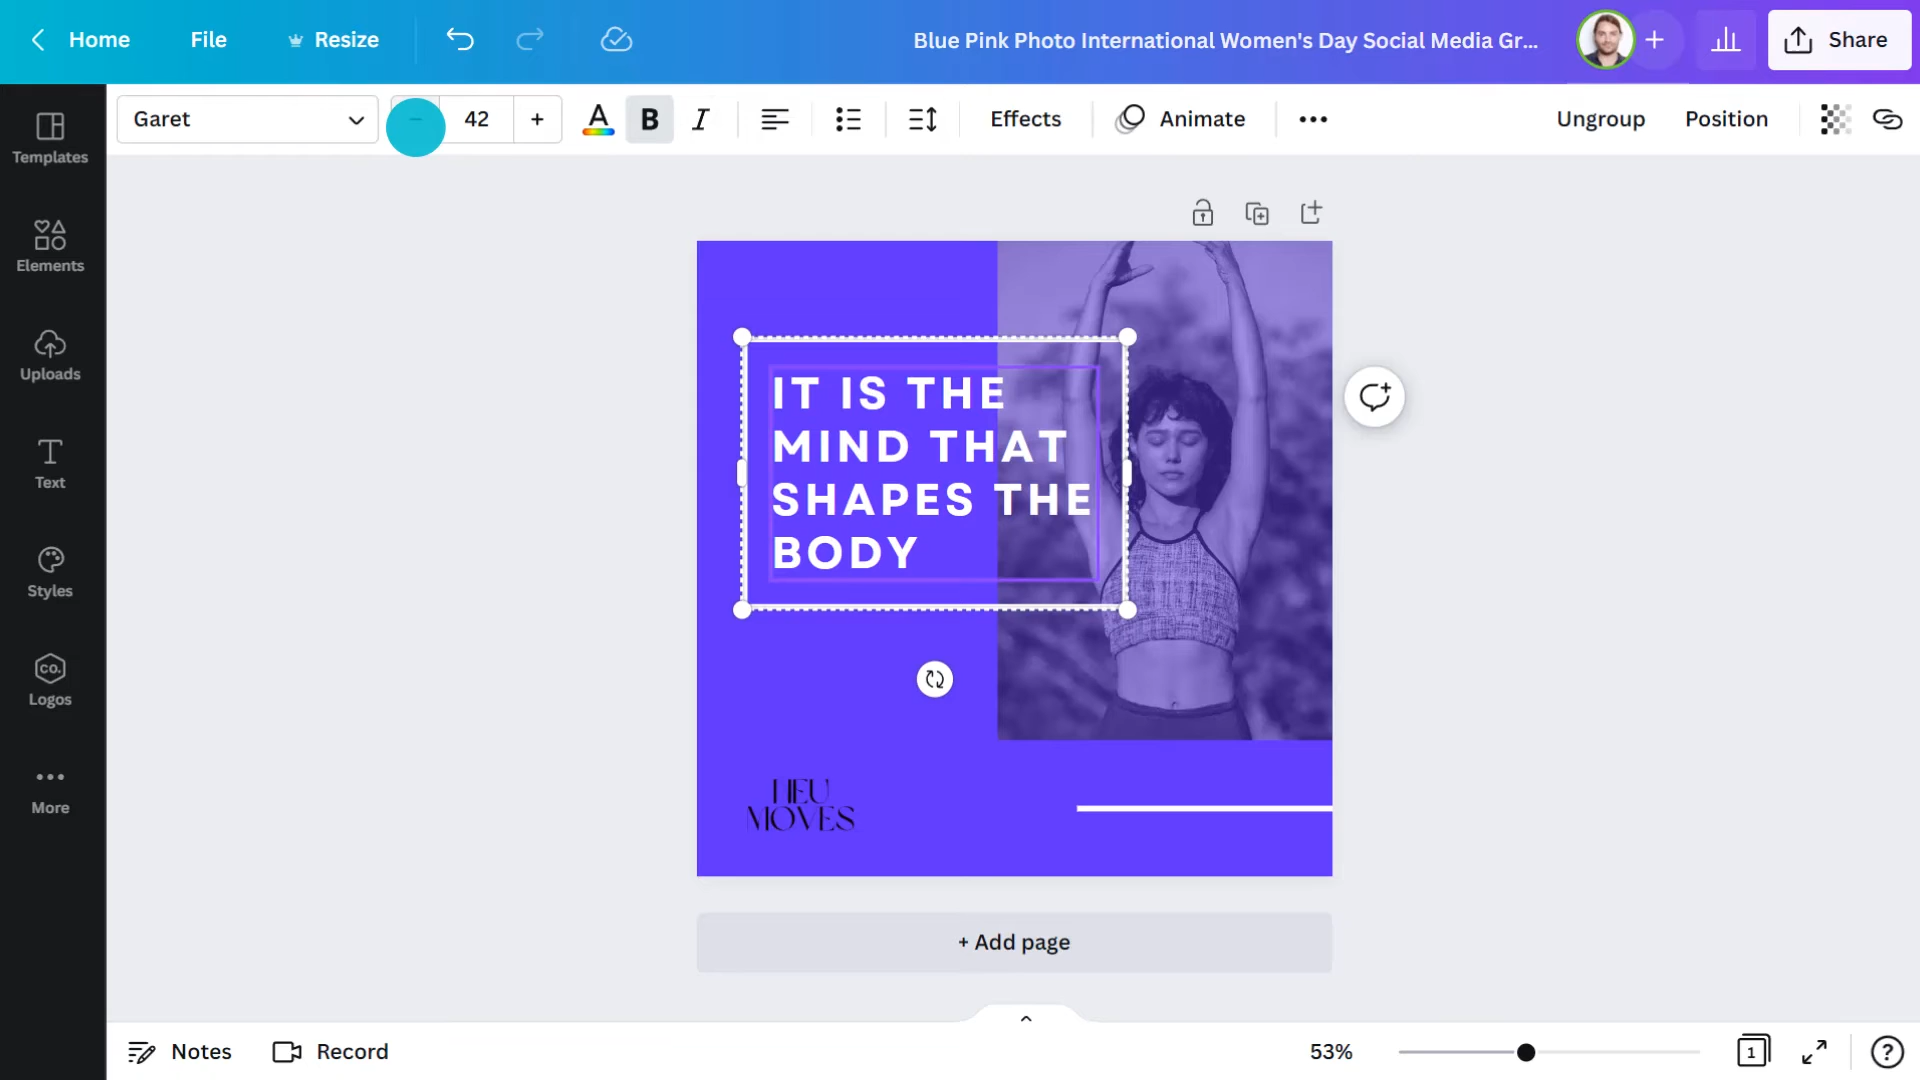 Home
File
Resize
Blue Pink Photo International Women's Day Social Media Gr...
Share
Garet
42
A
B
I
Effects
Animate
Ungroup
Position
Templates
Elements
Uploads
Text
Styles
CO.
Logos
More
IT IS THE
MIND THAT
SHAPES THE
BODY
HEU
MOVES
+ Add page
Notes
Record
53%
1
?